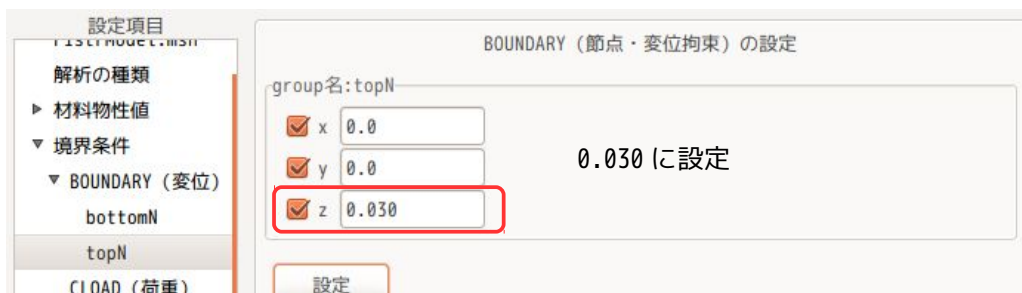 設定項目
FistrModel.msh
解析の種類
材料物性値
境界条件
BOUNDARY (変位)
bottomN
topN
CLOAD (荷重)
BOUNDARY (節点・変位拘束) の設定
group名:topN
x 0.0
y 0.0
z 0.030
0.030 に設定
設定